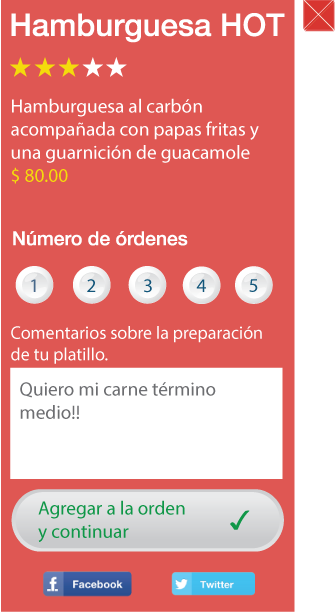 Hamburguesa HOT
Hamburguesa al carbón
acompañada con papas fritas y
una guarnición de guacamole
$ 80.00
Número de órdenes
1 2 3 4 5
Comentarios sobre la preparación
de tu platillo.
Quiero mi carne término
medio!!
Agregar a la orden
y continuar
Facebook Twitter